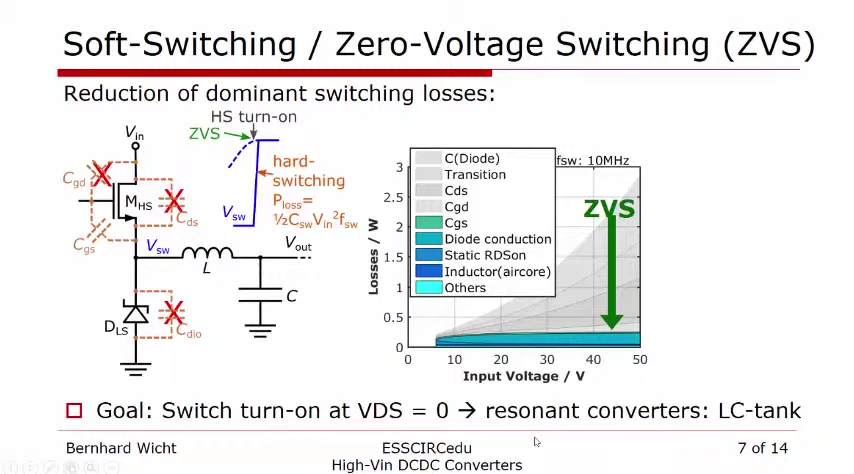 Soft-Switching / Zero-Voltage Switching (ZVS)
Reduction of dominant switching losses:
HS turn-on
ZVS
Vin
hard-
switching
Ploss=
½CswVin²fsw
Vsw
Cgd
MHS
Cds
Cgs
Vsw
Vout
L
C
DLS
Cdio
fsw: 10MHz
C(Diode)
Transition
Cds
Cgd
Cgs
Diode conduction
Static RDSon
Inductor(aircore)
Others
ZVS
Losses / W
3
2.5
2
1.5
1
0.5
0
0 10 20 30 40 50
Input Voltage / V
Goal: Switch turn-on at VDS = 0 → resonant converters: LC-tank
Bernhard Wicht ESSCIRCedu 7 of 14
High-Vin DCDC Converters